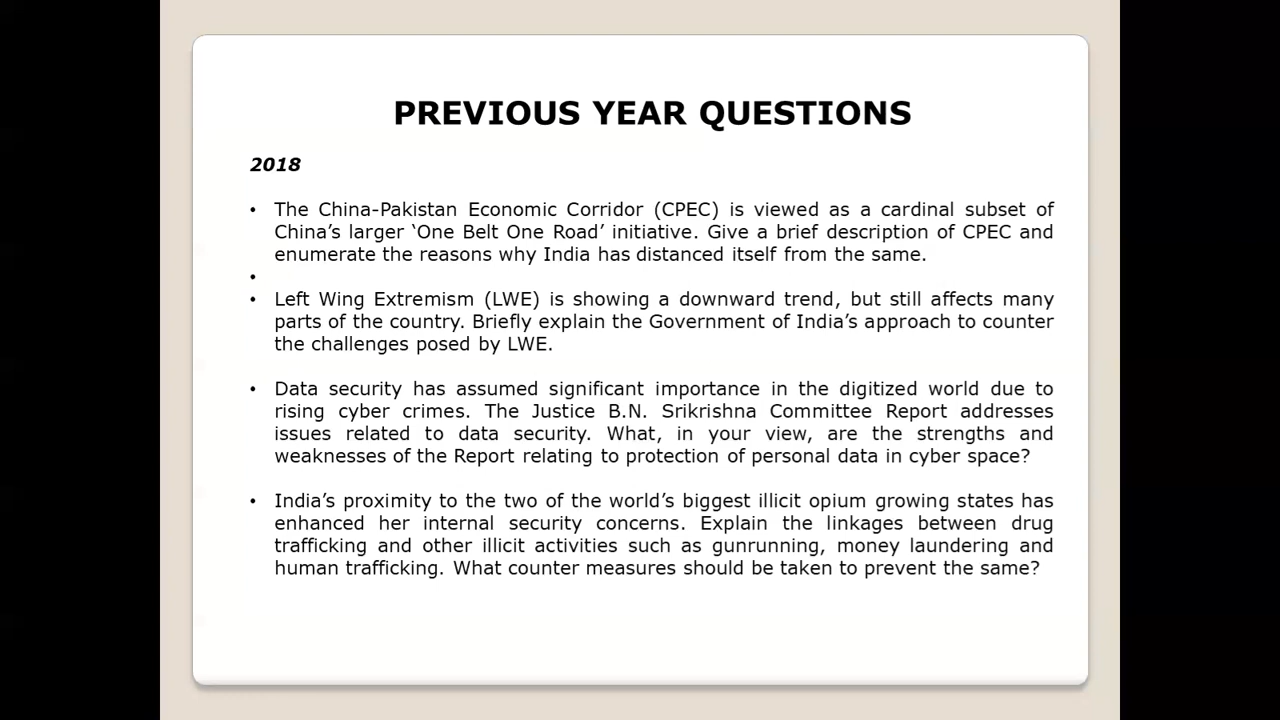 PREVIOUS YEAR QUESTIONS
2018
• The China-Pakistan Economic Corridor (CPEC) is viewed as a cardinal subset of
China’s larger ‘One Belt One Road’ initiative. Give a brief description of CPEC and
enumerate the reasons why India has distanced itself from the same.
•
• Left Wing Extremism (LWE) is showing a downward trend, but still affects many
parts of the country. Briefly explain the Government of India’s approach to counter
the challenges posed by LWE.
• Data security has assumed significant importance in the digitized world due to
rising cyber crimes. The Justice B.N. Srikrishna Committee Report addresses
issues related to data security. What, in your view, are the strengths and
weaknesses of the Report relating to protection of personal data in cyber space?
• India’s proximity to the two of the world’s biggest illicit opium growing states has
enhanced her internal security concerns. Explain the linkages between drug
trafficking and other illicit activities such as gunrunning, money laundering and
human trafficking. What counter measures should be taken to prevent the same?